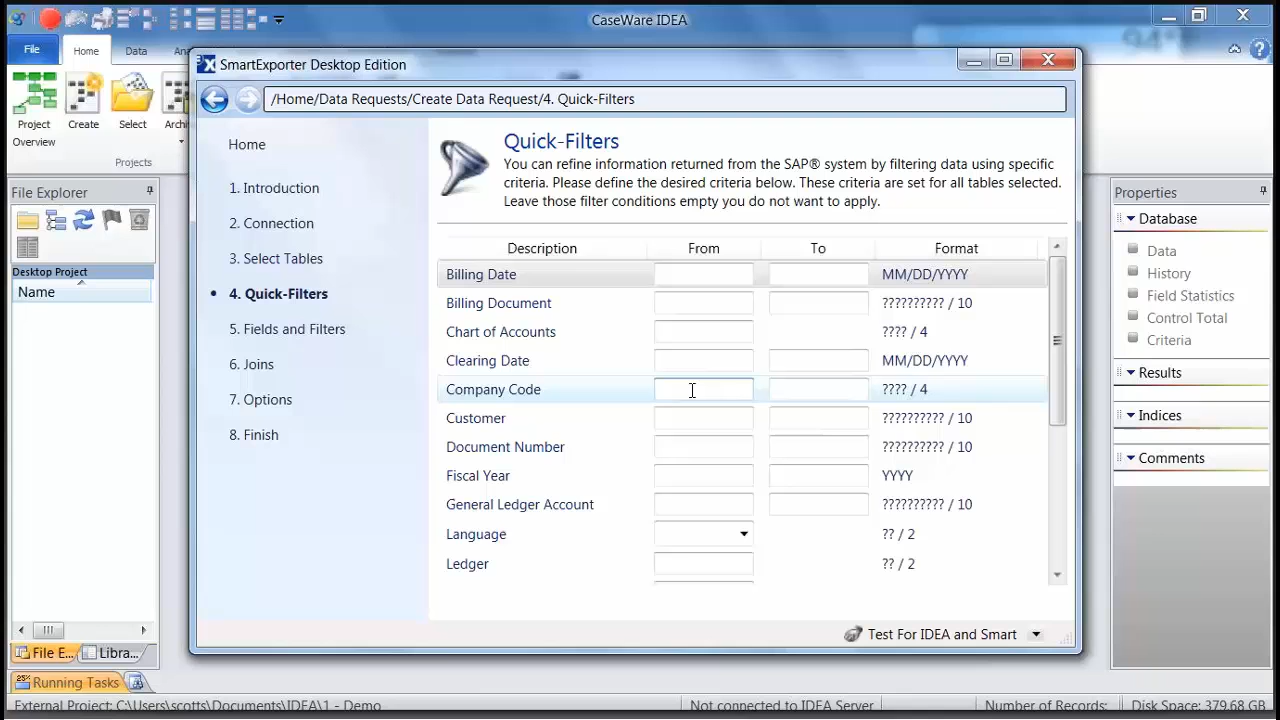 CaseWare IDEA
File
Home
Data
An
Project
Overview
Create
Select
Archi
Projects
SmartExporter Desktop Edition
/Home/Data Requests/Create Data Request/4. Quick-Filters
Home
1. Introduction
2. Connection
3. Select Tables
4. Quick-Filters
5. Fields and Filters
6. Joins
7. Options
8. Finish
Quick-Filters
You can refine information returned from the SAP® system by filtering data using specific
criteria. Please define the desired criteria below. These criteria are set for all tables selected.
Leave those filter conditions empty you do not want to apply.
Description From To Format
Billing Date MM/DD/YYYY
Billing Document ?????????? / 10
Chart of Accounts ???? / 4
Clearing Date MM/DD/YYYY
Company Code ???? / 4
Customer ?????????? / 10
Document Number ?????????? / 10
Fiscal Year YYYY
General Ledger Account ?????????? / 10
Language ?? / 2
Ledger ?? / 2
Test For IDEA and Smart
File Explorer
Desktop Project
Name
File E...
Libra...
Running Tasks
Properties
Database
Data
History
Field Statistics
Control Total
Criteria
Results
Indices
Comments
External Project: C:\Users\scotts\Documents\IDEA\1 - Demo
Not connected to IDEA Server
Number of Records:
Disk Space: 379.68 GB